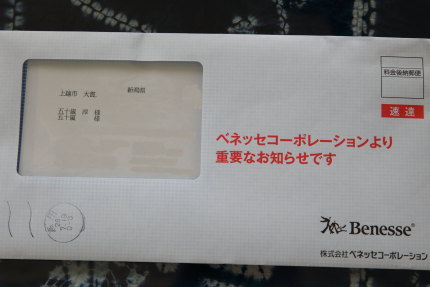 新潟県
上越市 大貫
五十嵐 淳 様
五十嵐 様
料金後納郵便
速達
ベネッセコーポレーションより
重要なお知らせです
Benesse®
株式会社ベネッセコーポレーション